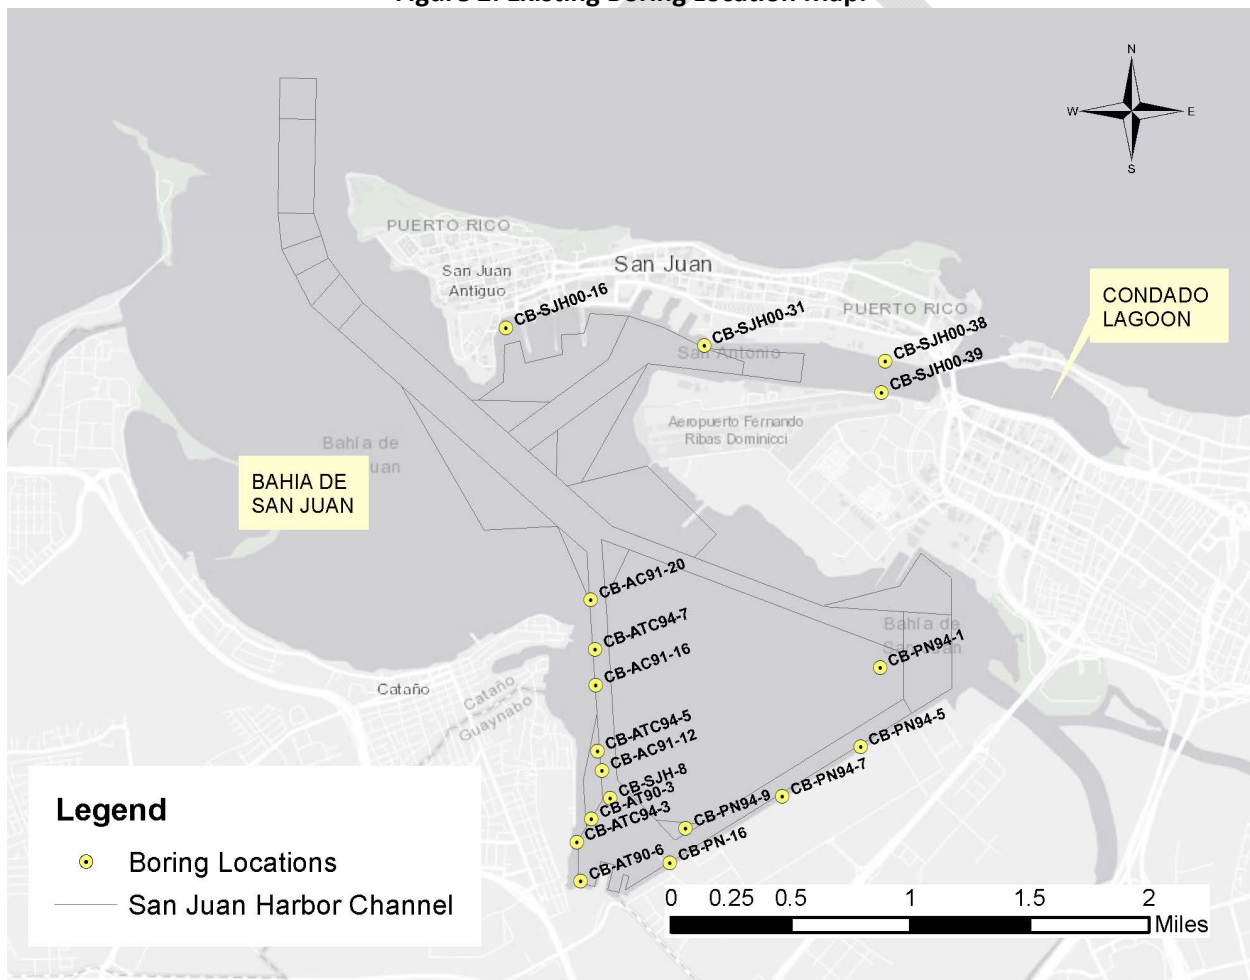 Figure 2. Existing Boring Location Map.
N
W
E
S
PUERTO RICO
San Juan
Antiguo
San Juan
CB-SJH00-16
CB-SJH00-31
San Antonio
PUERTO RICO
CB-SJH00-38
CB-SJH00-39
CONDADO
LAGOON
Aeropuerto Fernando
Ribas Dominicci
Bahía de
uan
BAHIA DE
SAN JUAN
CB-AC91-20
CB-ATC94-7
CB-AC91-16
Bahía de
CB-PN94-1
Cataño
Cataño
Guaynabo
CB-ATC94-5
CB-AC91-12
CB-SJH-8
CB-AT90-3
CB-ATC94-3
CB-AT90-6
CB-PN94-5
CB-PN94-7
CB-PN94-9
CB-PN-16
Legend
Boring Locations
San Juan Harbor Channel
0 0.25 0.5 1 1.5 2
Miles